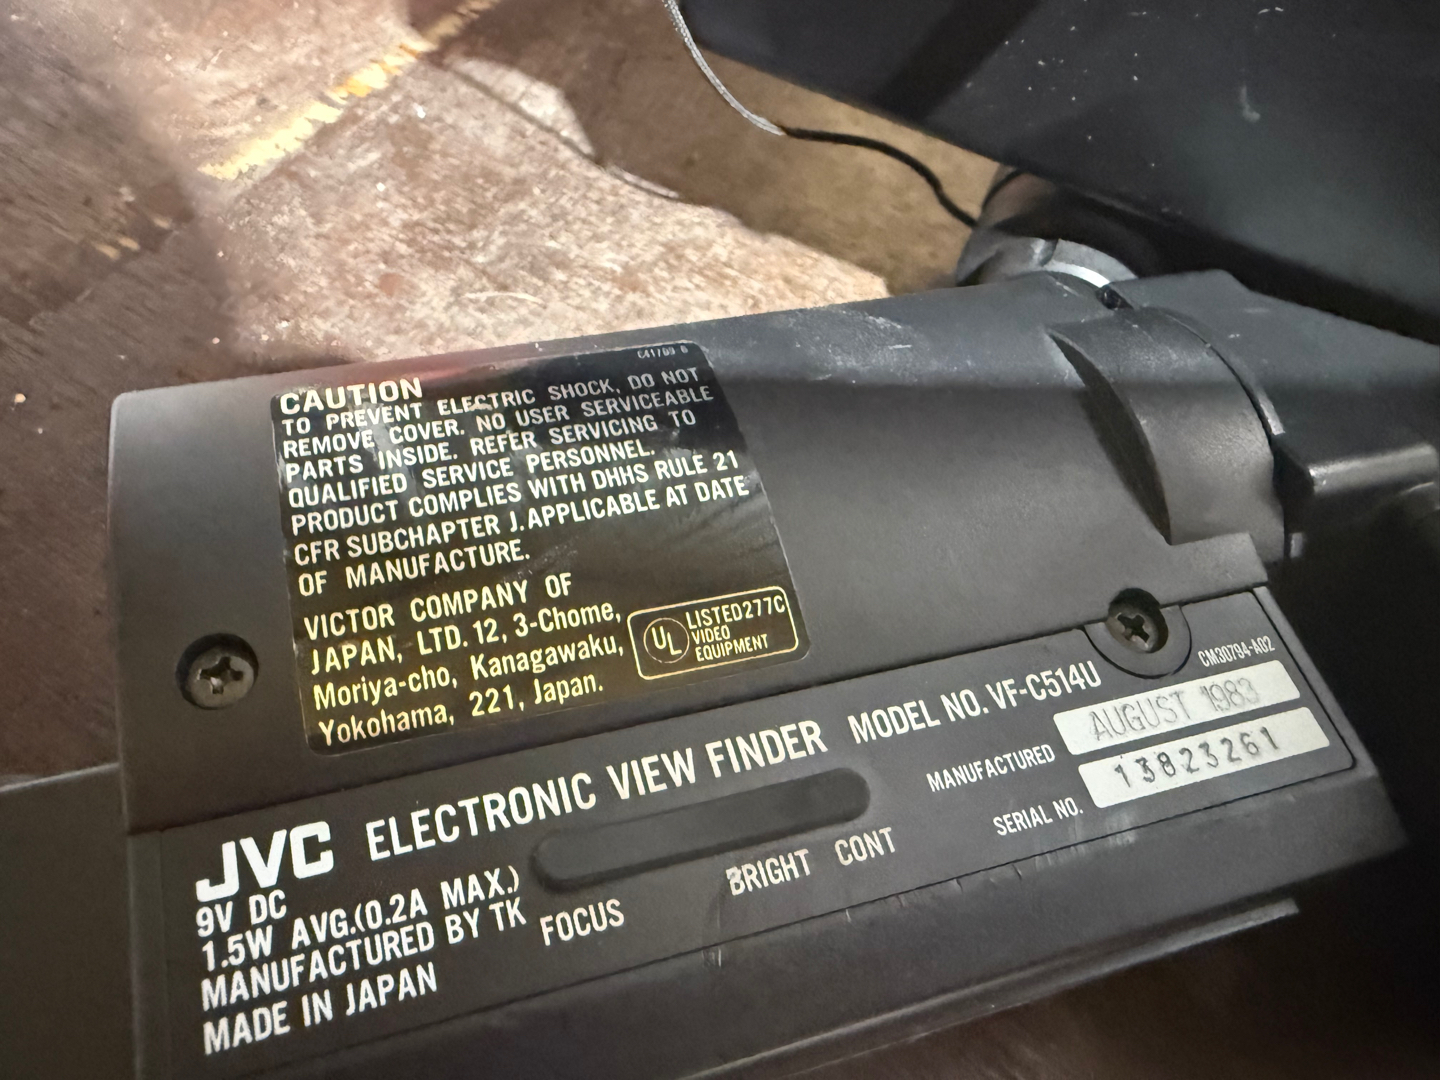 C41769 6
CAUTION
TO PREVENT ELECTRIC SHOCK, DO NOT
REMOVE COVER. NO USER SERVICEABLE
PARTS INSIDE. REFER SERVICING TO
QUALIFIED SERVICE PERSONNEL.
PRODUCT COMPLIES WITH DHHS RULE 21
CFR SUBCHAPTER J. APPLICABLE AT DATE
OF MANUFACTURE.
VICTOR COMPANY OF
JAPAN, LTD. 12, 3-Chome,
Moriya-cho, Kanagawaku,
Yokohama, 221, Japan.
UL
LISTED 277C
VIDEO
EQUIPMENT
CM30794-A02
JVC ELECTRONIC VIEW FINDER MODEL NO. VF-C514U
MANUFACTURED AUGUST 1983
SERIAL NO. 13823261
9V DC
1.5W AVG.(0.2A MAX.)
MANUFACTURED BY TK
MADE IN JAPAN
FOCUS
BRIGHT CONT